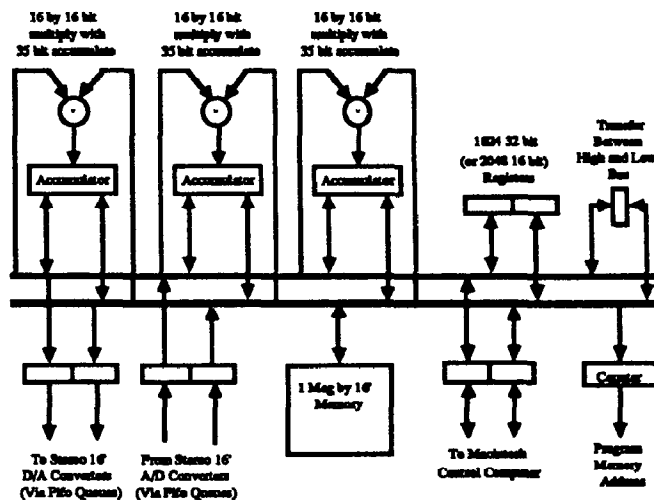 16 by 16 bit
multiply with
35 bit accumulate
16 by 16 bit
multiply with
35 bit accumulate
16 by 16 bit
multiply with
35 bit accumulate
Accumulator
Accumulator
Accumulator
1024 32 bit
(or 2048 16 bit)
Registers
Transfer
Between
High and Low
Bus
1 Meg by 16'
Memory
Counter
To Stereo 16'
D/A Converters
(Via Fifo Queues)
From Stereo 16'
A/D Converters
(Via Fifo Queues)
To Macintosh
Control Computer
Program
Memory
Address